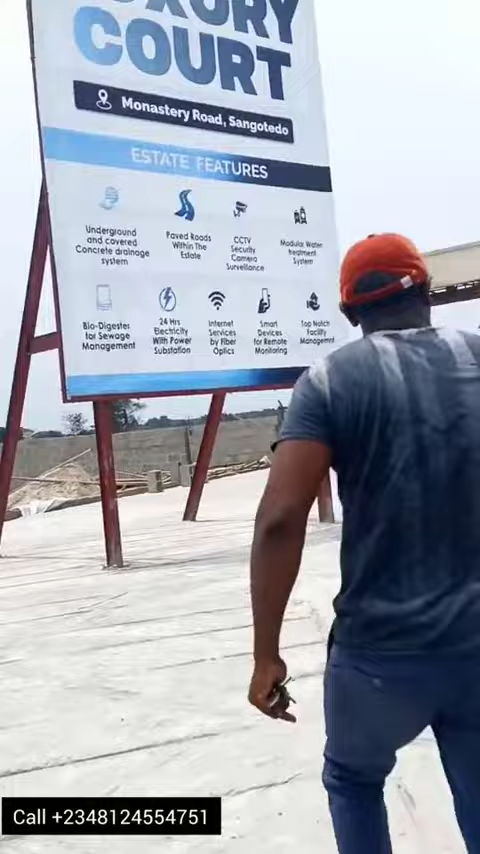 LUXURY
COURT
Monastery Road, Sangotedo
ESTATE FEATURES
Underground
and covered
Concrete drainage
system
Paved Roads
Within The
Estate
CCTV
Security
Camera
Surveillance
Modular Water
treatment
System
Bio-Digester
for Sewage
Management
24 Hrs
Electricity
With Power
Substation
Internet
Services
by Fiber
Optics
Smart
Devices
for Remote
Monitoring
Top Notch
Facility
Management
Call +2348124554751